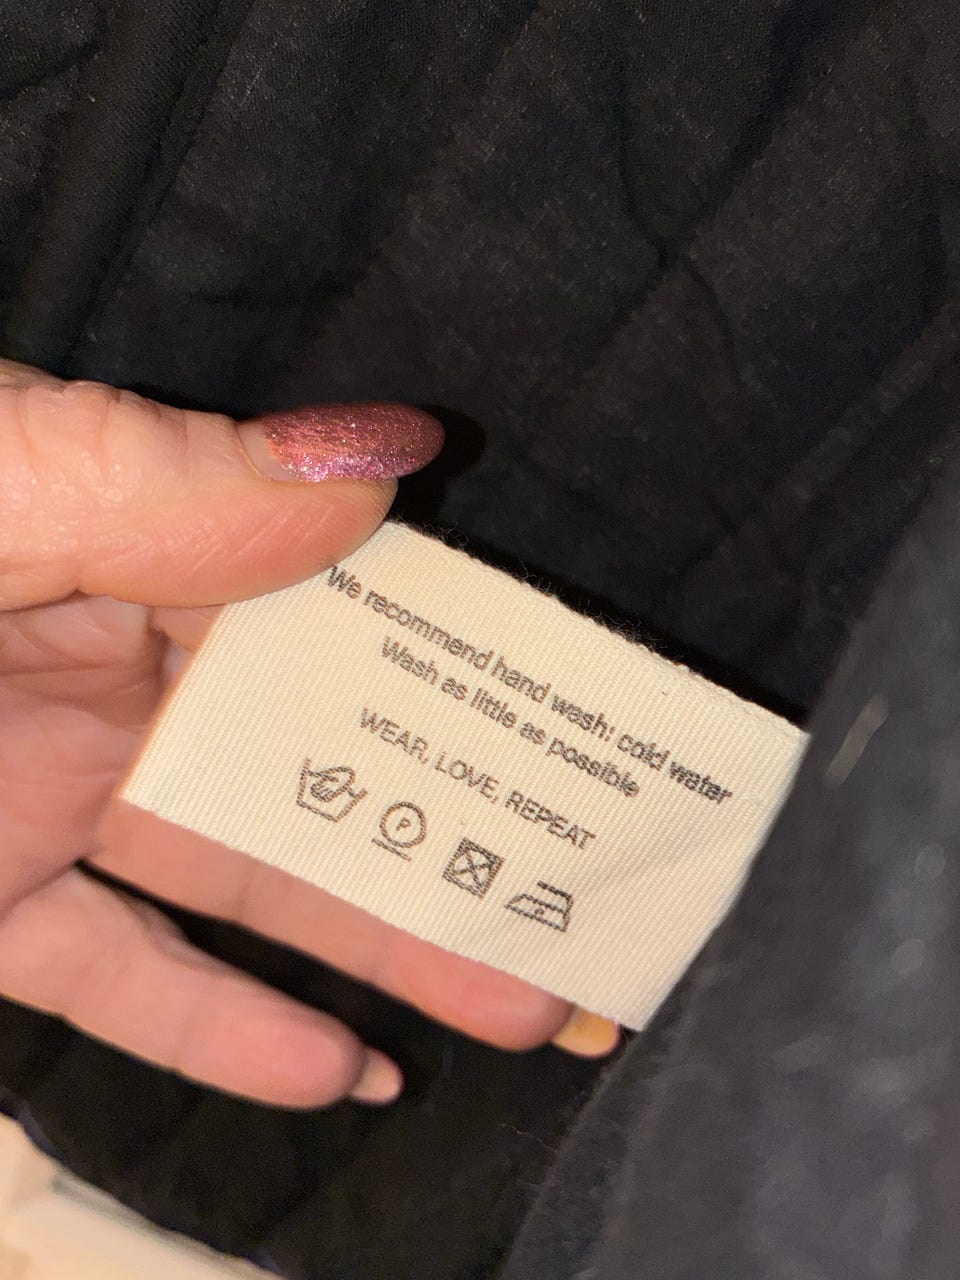 We recommend hand wash: cold water
Wash as little as possible
WEAR, LOVE, REPEAT
P